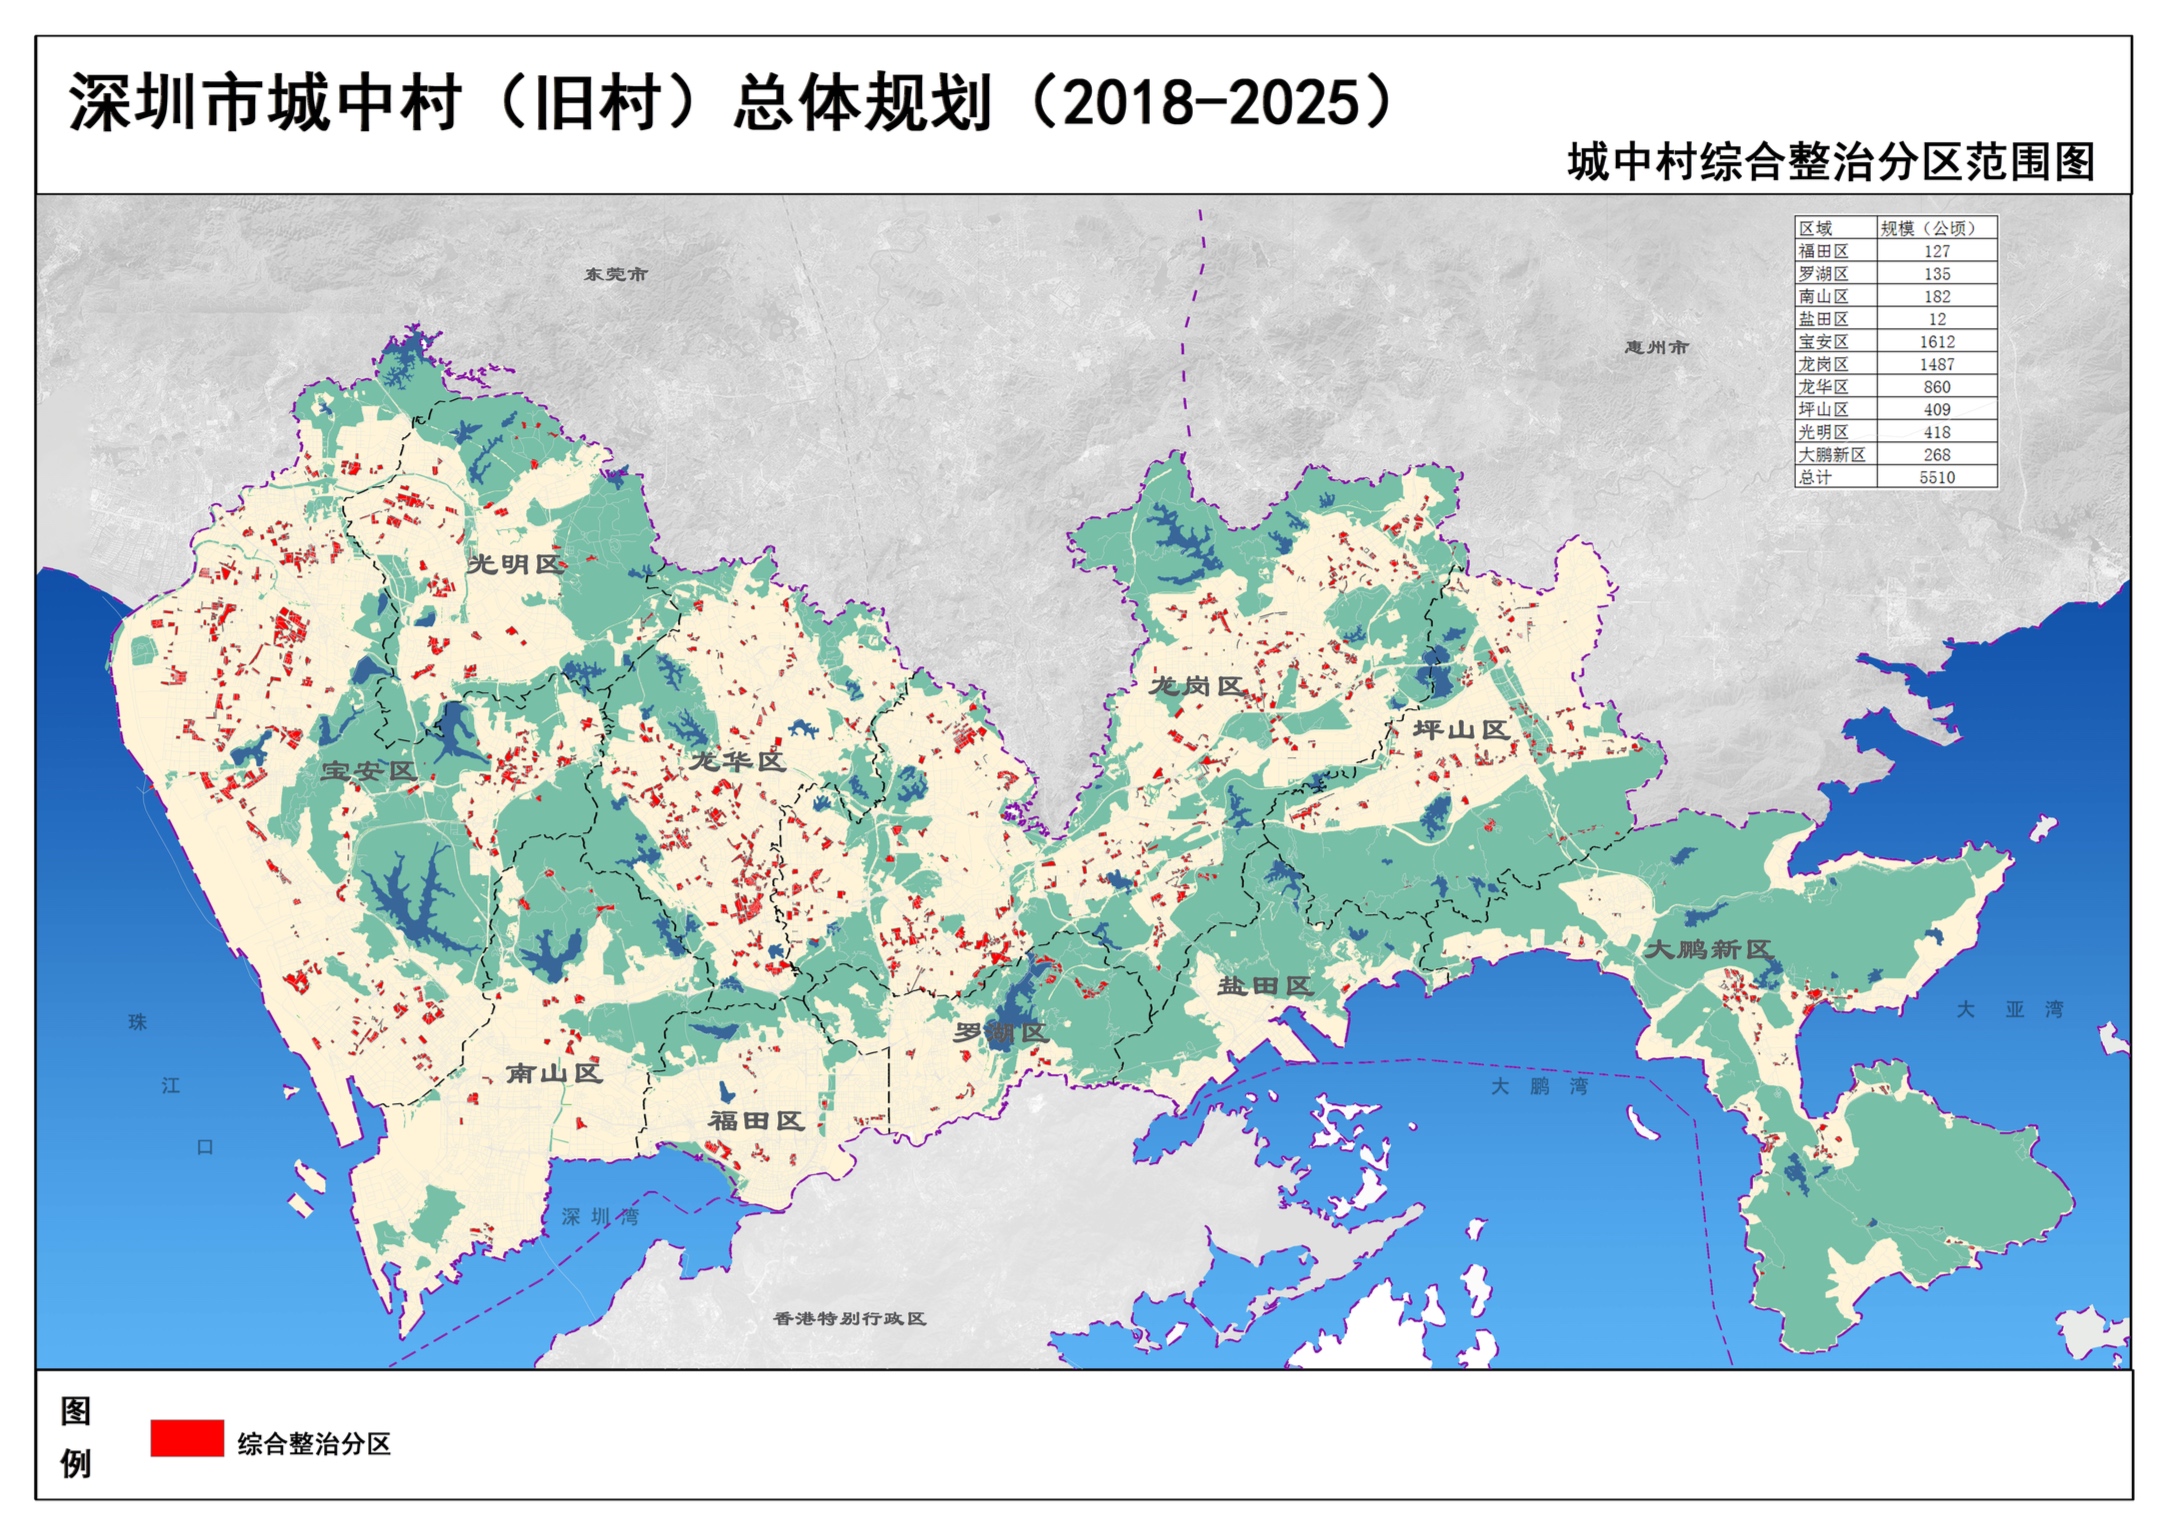 深圳市城中村（旧村）总体规划（2018-2025）
城中村综合整治分区范围图
区域 规模（公顷）
福田区 127
罗湖区 135
南山区 182
盐田区 12
宝安区 1612
龙岗区 1487
龙华区 860
坪山区 409
光明区 418
大鹏新区 268
总计 5510
东莞市
惠州市
光明区
龙岗区
坪山区
龙华区
宝安区
大鹏新区
盐田区
大亚湾
珠江口
罗湖区
南山区
大鹏湾
福田区
深圳湾
香港特别行政区
图例
综合整治分区